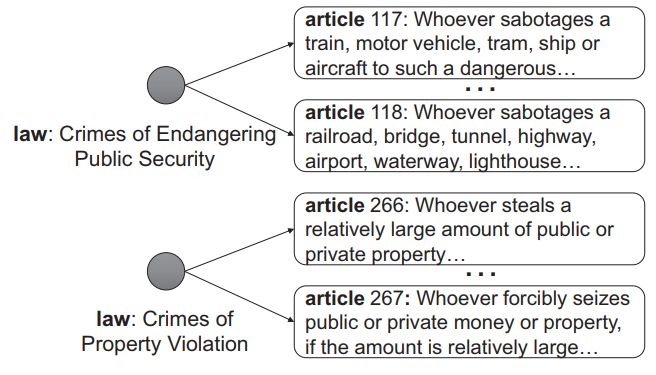 article 117: Whoever sabotages a
train, motor vehicle, tram, ship or
aircraft to such a dangerous…
...
article 118: Whoever sabotages a
railroad, bridge, tunnel, highway,
airport, waterway, lighthouse…
law: Crimes of Endangering
Public Security
article 266: Whoever steals a
relatively large amount of public or
private property…
...
article 267: Whoever forcibly seizes
public or private money or property,
if the amount is relatively large…
law: Crimes of
Property Violation